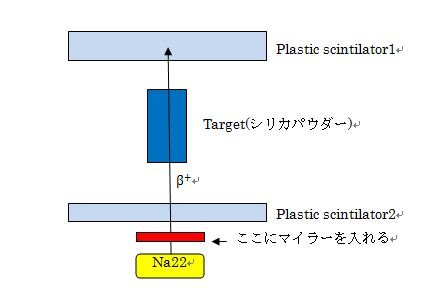 Plastic scintilator1↵
Target(シリカパウダー)↵
β+↵
Plastic scintilator2↵
ここにマイラーを入れる↵
Na22